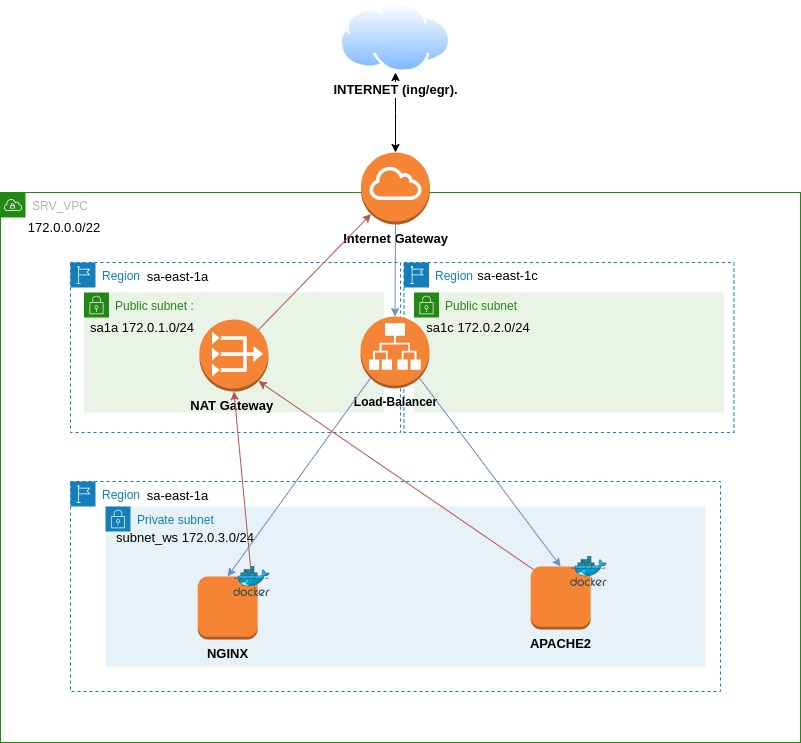 INTERNET (ing/egr).
SRV_VPC
172.0.0.0/22
Internet Gateway
Region sa-east-1a
Region sa-east-1c
Public subnet :
Public subnet
sa1a 172.0.1.0/24
sa1c 172.0.2.0/24
NAT Gateway
Load-Balancer
Region sa-east-1a
Private subnet
subnet_ws 172.0.3.0/24
docker
docker
NGINX
APACHE2